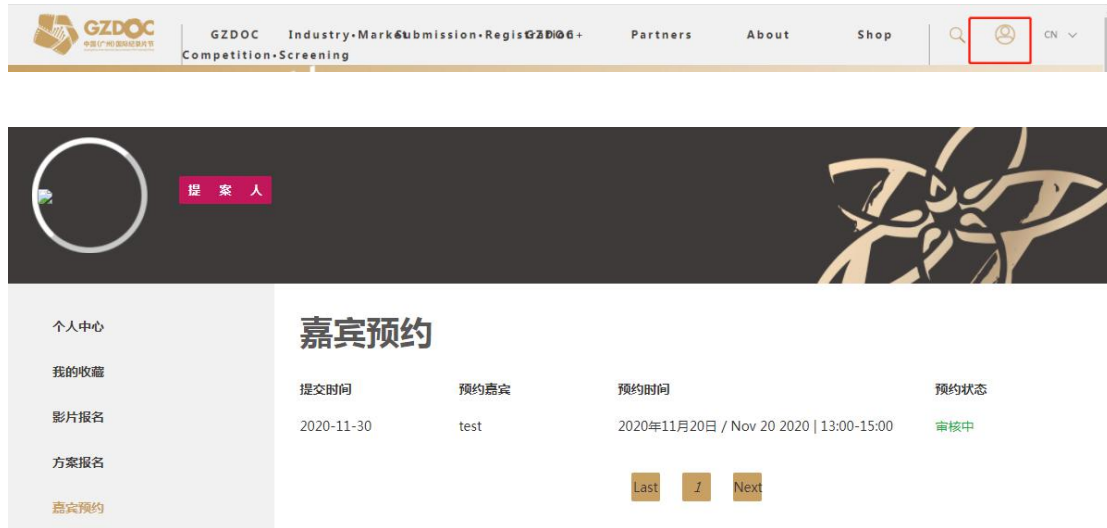 GZDOC
中国(广州)国际纪录片节
GZDOC Industry•Market Submission•Registration GZDOC+ Partners About Shop CN
Competition•Screening
提 案 人
个人中心
我的收藏
影片报名
方案报名
嘉宾预约
嘉宾预约
提交时间 预约嘉宾 预约时间 预约状态
2020-11-30 test 2020年11月20日 / Nov 20 2020 | 13:00-15:00 审核中
Last 1 Next